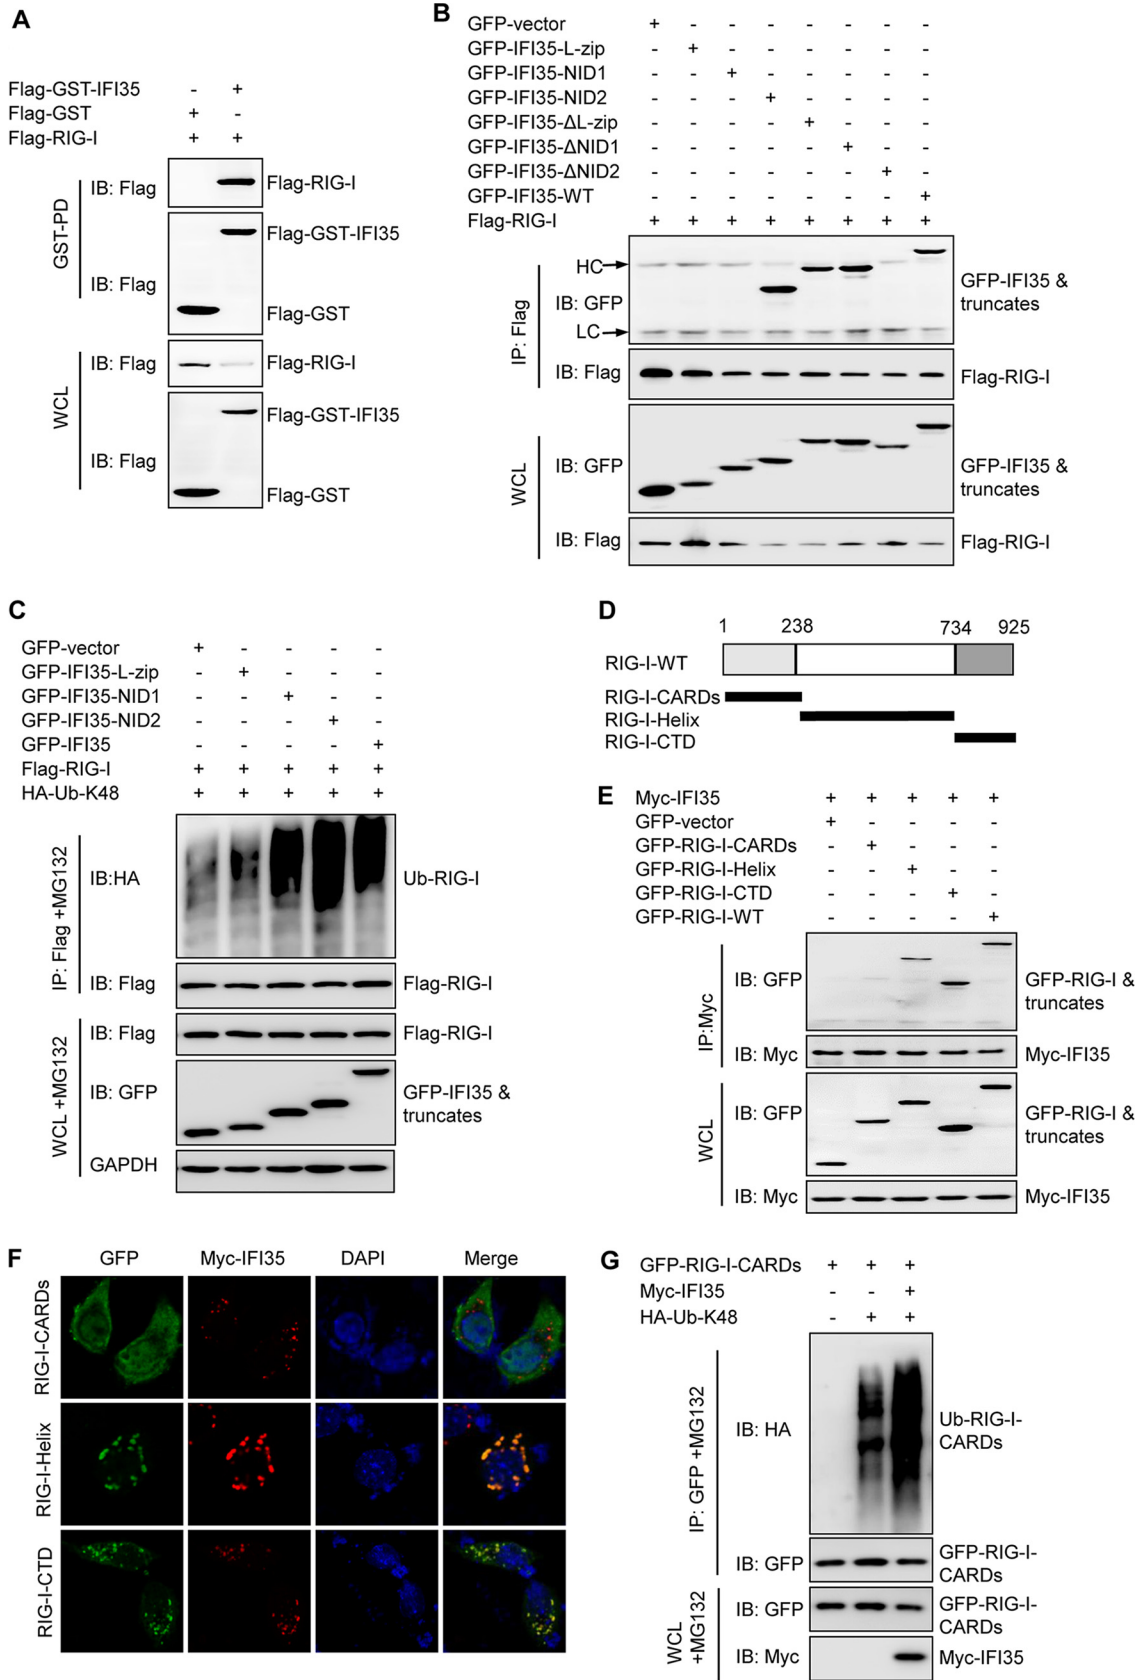 A
Flag-GST-IFI35 - +
Flag-GST + -
Flag-RIG-I + +
GST-PD
IB: Flag
Flag-RIG-I
Flag-GST-IFI35
IB: Flag
Flag-GST
WCL
IB: Flag
Flag-RIG-I
Flag-GST-IFI35
IB: Flag
Flag-GST
B
GFP-vector + - - - - - - -
GFP-IFI35-L-zip - + - - - - - -
GFP-IFI35-NID1 - - + - - - - -
GFP-IFI35-NID2 - - - + - - - -
GFP-IFI35-ΔL-zip - - - - + - - -
GFP-IFI35-ΔNID1 - - - - - + - -
GFP-IFI35-ΔNID2 - - - - - - + -
GFP-IFI35-WT - - - - - - - +
Flag-RIG-I + + + + + + + +
IP: Flag
HC
IB: GFP
LC
GFP-IFI35 &
truncates
IB: Flag
Flag-RIG-I
WCL
IB: GFP
GFP-IFI35 &
truncates
IB: Flag
Flag-RIG-I
C
GFP-vector + - - - -
GFP-IFI35-L-zip - + - - -
GFP-IFI35-NID1 - - + - -
GFP-IFI35-NID2 - - - + -
GFP-IFI35 - - - - +
Flag-RIG-I + + + + +
HA-Ub-K48 + + + + +
IP: Flag +MG132
IB:HA
Ub-RIG-I
IB: Flag
Flag-RIG-I
WCL +MG132
IB: Flag
Flag-RIG-I
IB: GFP
GFP-IFI35 &
truncates
GAPDH
D
1 238 734 925
RIG-I-WT
RIG-I-CARDs
RIG-I-Helix
RIG-I-CTD
E
Myc-IFI35 + + + + +
GFP-vector + - - - -
GFP-RIG-I-CARDs - + - - -
GFP-RIG-I-Helix - - + - -
GFP-RIG-I-CTD - - - + -
GFP-RIG-I-WT - - - - +
IP:Myc
IB: GFP
GFP-RIG-I &
truncates
IB: Myc
Myc-IFI35
WCL
IB: GFP
GFP-RIG-I &
truncates
IB: Myc
Myc-IFI35
F
GFP Myc-IFI35 DAPI Merge
RIG-I-CARDs
RIG-I-Helix
RIG-I-CTD
G
GFP-RIG-I-CARDs + + +
Myc-IFI35 - - +
HA-Ub-K48 - + +
IP: GFP +MG132
IB: HA
Ub-RIG-I-
CARDs
IB: GFP
GFP-RIG-I-
CARDs
WCL
+MG132
IB: GFP
GFP-RIG-I-
CARDs
IB: Myc
Myc-IFI35